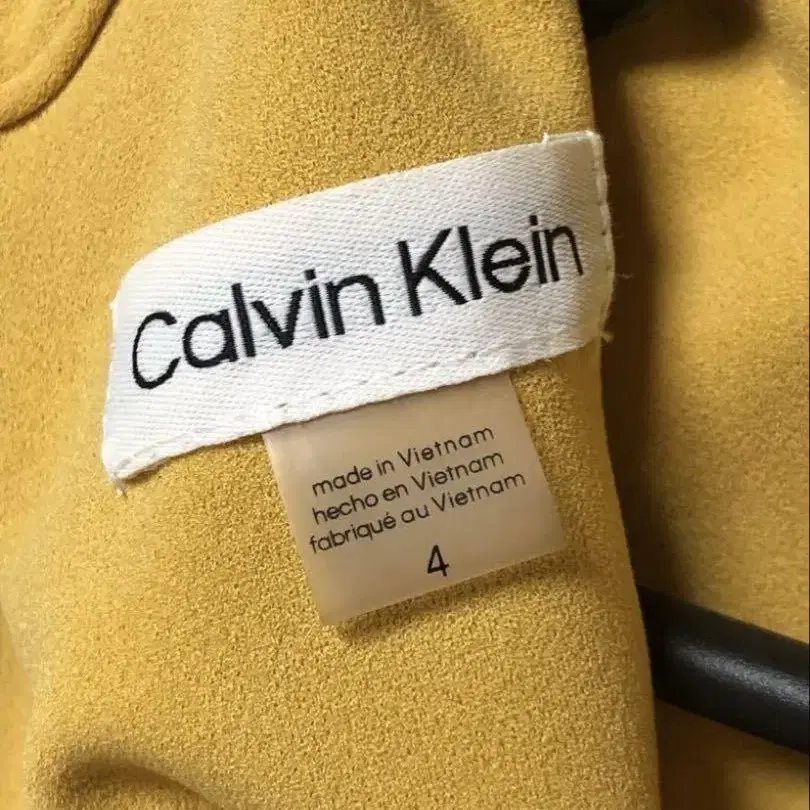 Calvin Klein
made in Vietnam
hecho en Vietnam
fabriqué au Vietnam
4